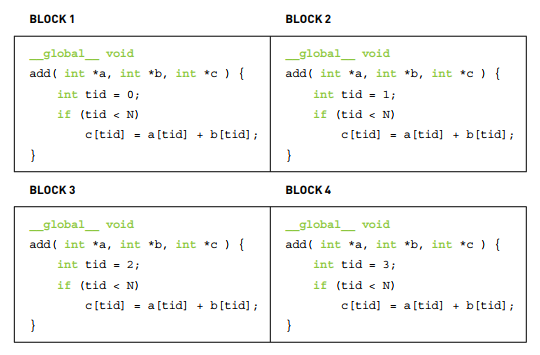 BLOCK 1
__global__ void
add( int *a, int *b, int *c ) {
int tid = 0;
if (tid < N)
c[tid] = a[tid] + b[tid];
}
BLOCK 2
__global__ void
add( int *a, int *b, int *c ) {
int tid = 1;
if (tid < N)
c[tid] = a[tid] + b[tid];
}
BLOCK 3
__global__ void
add( int *a, int *b, int *c ) {
int tid = 2;
if (tid < N)
c[tid] = a[tid] + b[tid];
}
BLOCK 4
__global__ void
add( int *a, int *b, int *c ) {
int tid = 3;
if (tid < N)
c[tid] = a[tid] + b[tid];
}